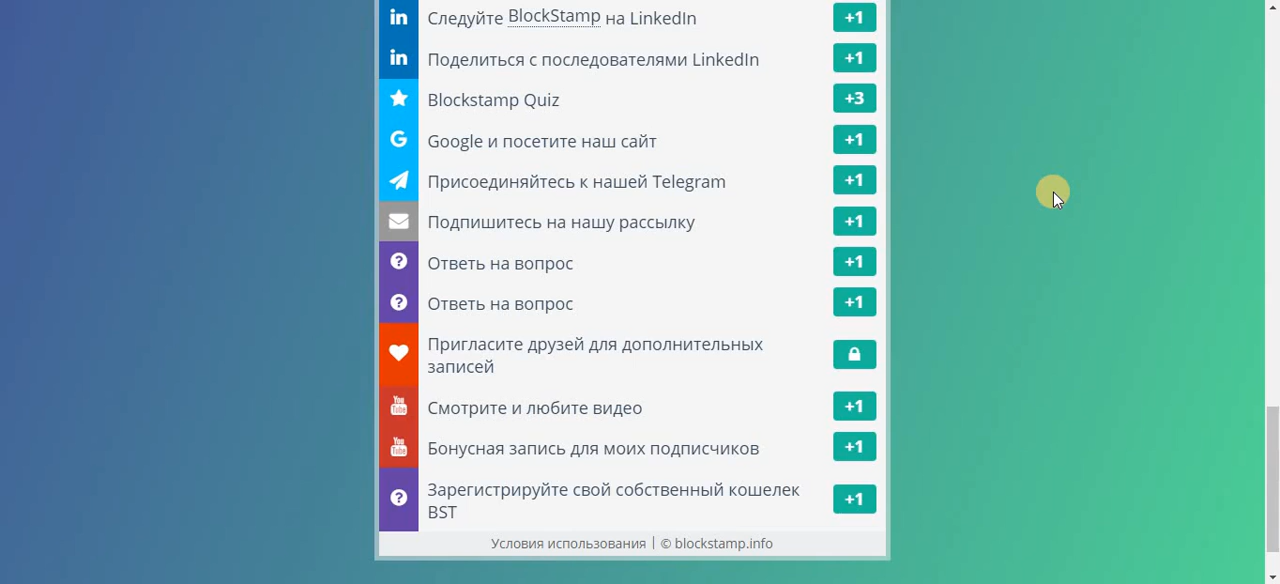 Следуйте BlockStamp на LinkedIn +1
Поделиться с последователями LinkedIn +1
Blockstamp Quiz +3
Google и посетите наш сайт +1
Присоединяйтесь к нашей Telegram +1
Подпишитесь на нашу рассылку +1
Ответь на вопрос +1
Ответь на вопрос +1
Пригласите друзей для дополнительных
записей
Смотрите и любите видео +1
Бонусная запись для моих подписчиков +1
Зарегистрируйте свой собственный кошелек
BST +1
Условия использования | © blockstamp.info